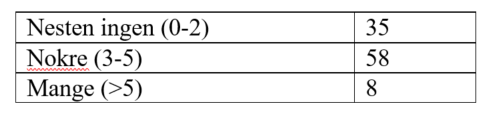 Nesten ingen (0-2) 35
Nokre (3-5) 58
Mange (>5) 8